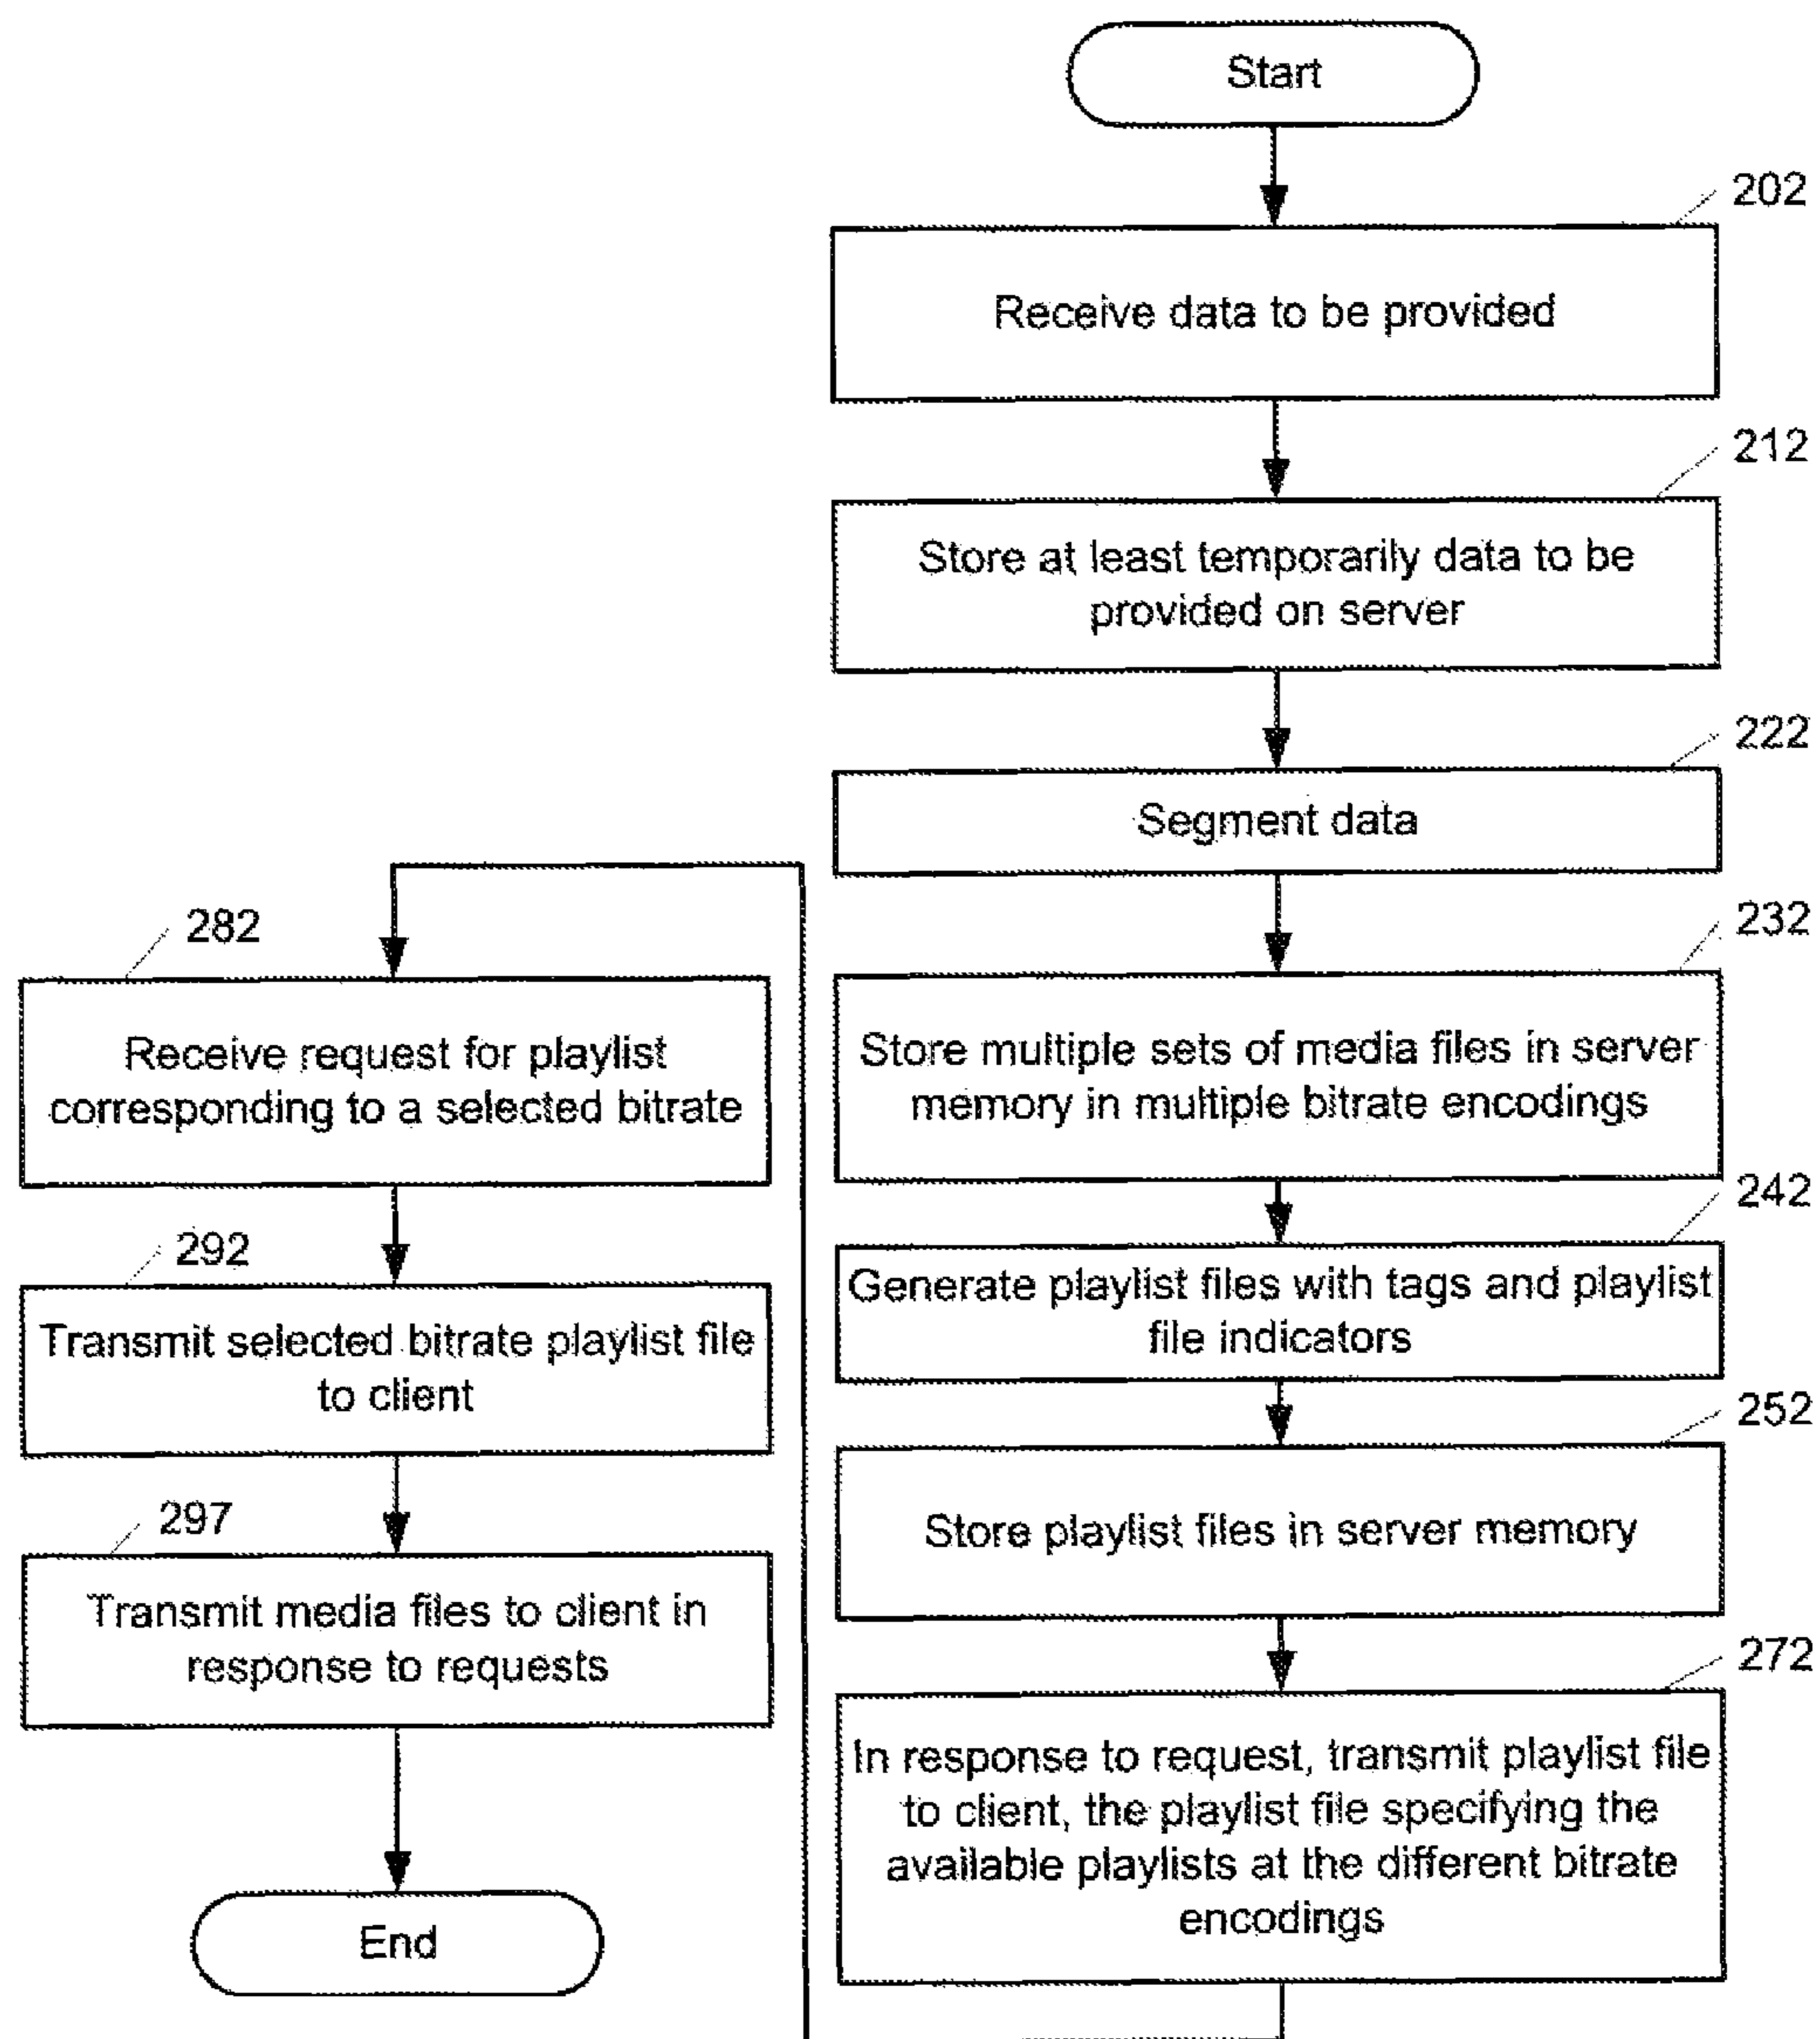 Start
202
Receive data to be provided
212
Store at least temporarily data to be
provided on server
222
Segment data
232
Store multiple sets of media files in server
memory in multiple bitrate encodings
242
Generate playlist files with tags and playlist
file indicators
252
Store playlist files in server memory
272
In response to request, transmit playlist file
to client, the playlist file specifying the
available playlists at the different bitrate
encodings
282
Receive request for playlist
corresponding to a selected bitrate
292
Transmit selected bitrate playlist file
to client
297
Transmit media files to client in
response to requests
End